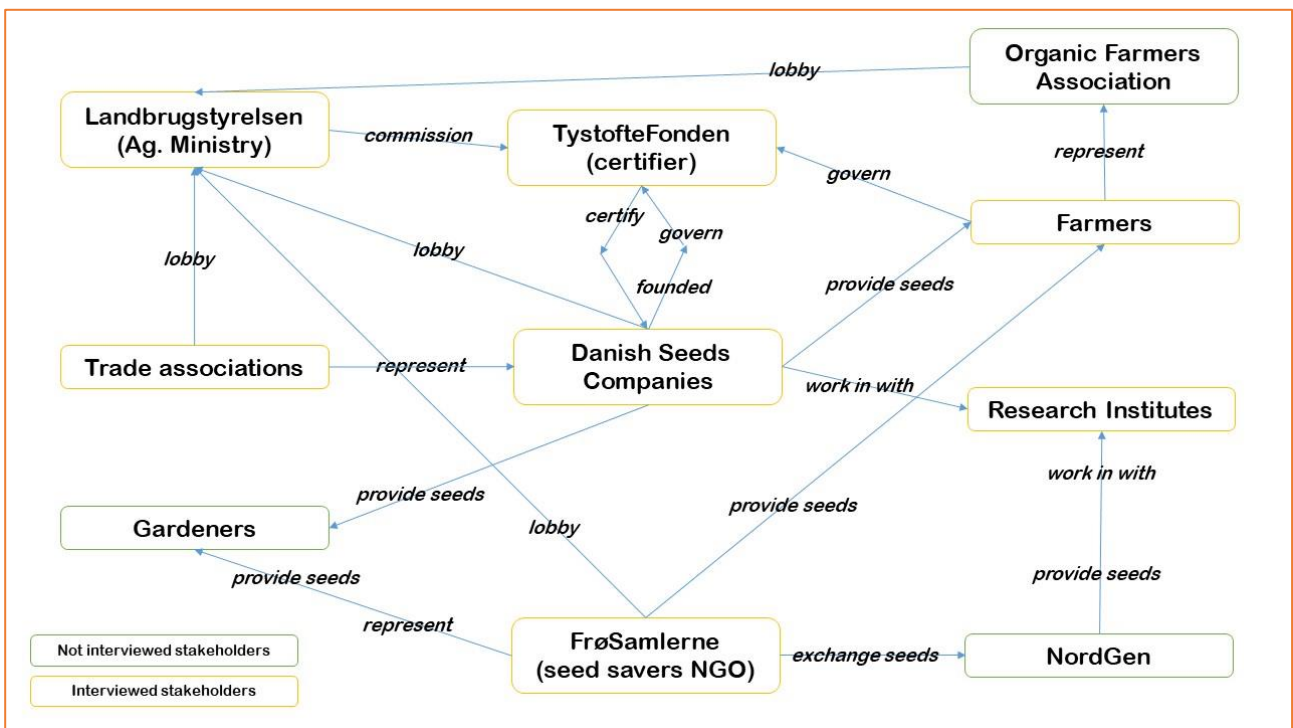 Organic Farmers
Association
lobby
Landbrugstyrelsen
(Ag. Ministry)
commission
TystofteFonden
(certifier)
represent
govern
certify
govern
Farmers
lobby
lobby
founded
provide seeds
Trade associations
represent
Danish Seeds
Companies
work in with
Research Institutes
work in with
provide seeds
provide seeds
Gardeners
lobby
provide seeds
provide seeds
represent
FrøSamlerne
(seed savers NGO)
exchange seeds
NordGen
Not interviewed stakeholders
Interviewed stakeholders